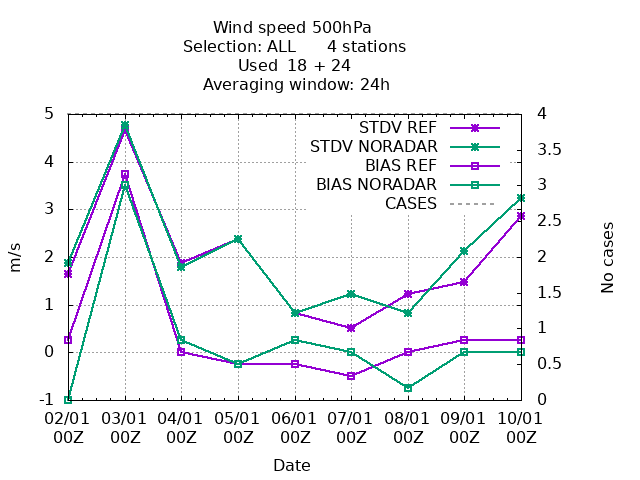 Wind speed 500hPa
Selection: ALL      4 stations
Used  18 + 24
Averaging window: 24h
STDV REF
STDV NORADAR
BIAS REF
BIAS NORADAR
CASES
5
4
3
2
1
0
-1
m/s
4
3.5
3
2.5
2
1.5
1
0.5
0
No cases
02/01 03/01 04/01 05/01 06/01 07/01 08/01 09/01 10/01
00Z 00Z 00Z 00Z 00Z 00Z 00Z 00Z 00Z
Date